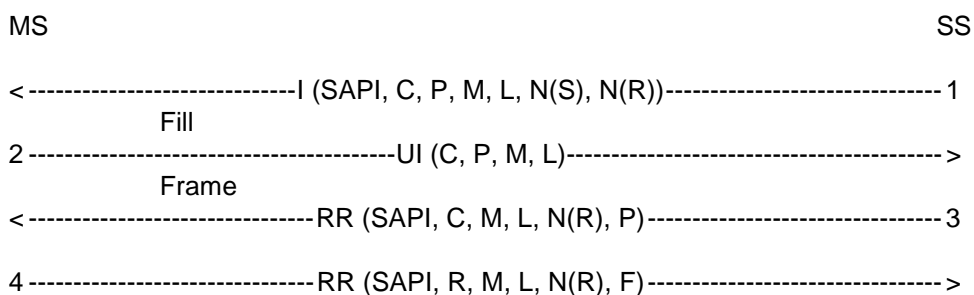 MS SS
< ------------------------------I (SAPI, C, P, M, L, N(S), N(R))------------------------------- 1
Fill
2 -----------------------------------------UI (C, P, M, L)------------------------------------------ >
Frame
< --------------------------------RR (SAPI, C, M, L, N(R), P)--------------------------------- 3
4 --------------------------------RR (SAPI, R, M, L, N(R), F)--------------------------------- >